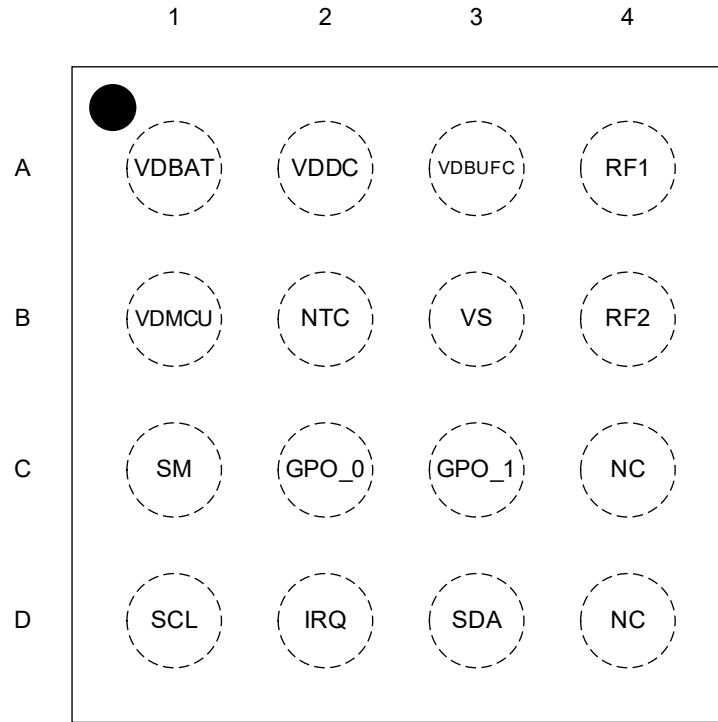 1 2 3 4
A VDBAT VDDC VDBUFC RF1
B VDMCU NTC VS RF2
C SM GPO_0 GPO_1 NC
D SCL IRQ SDA NC